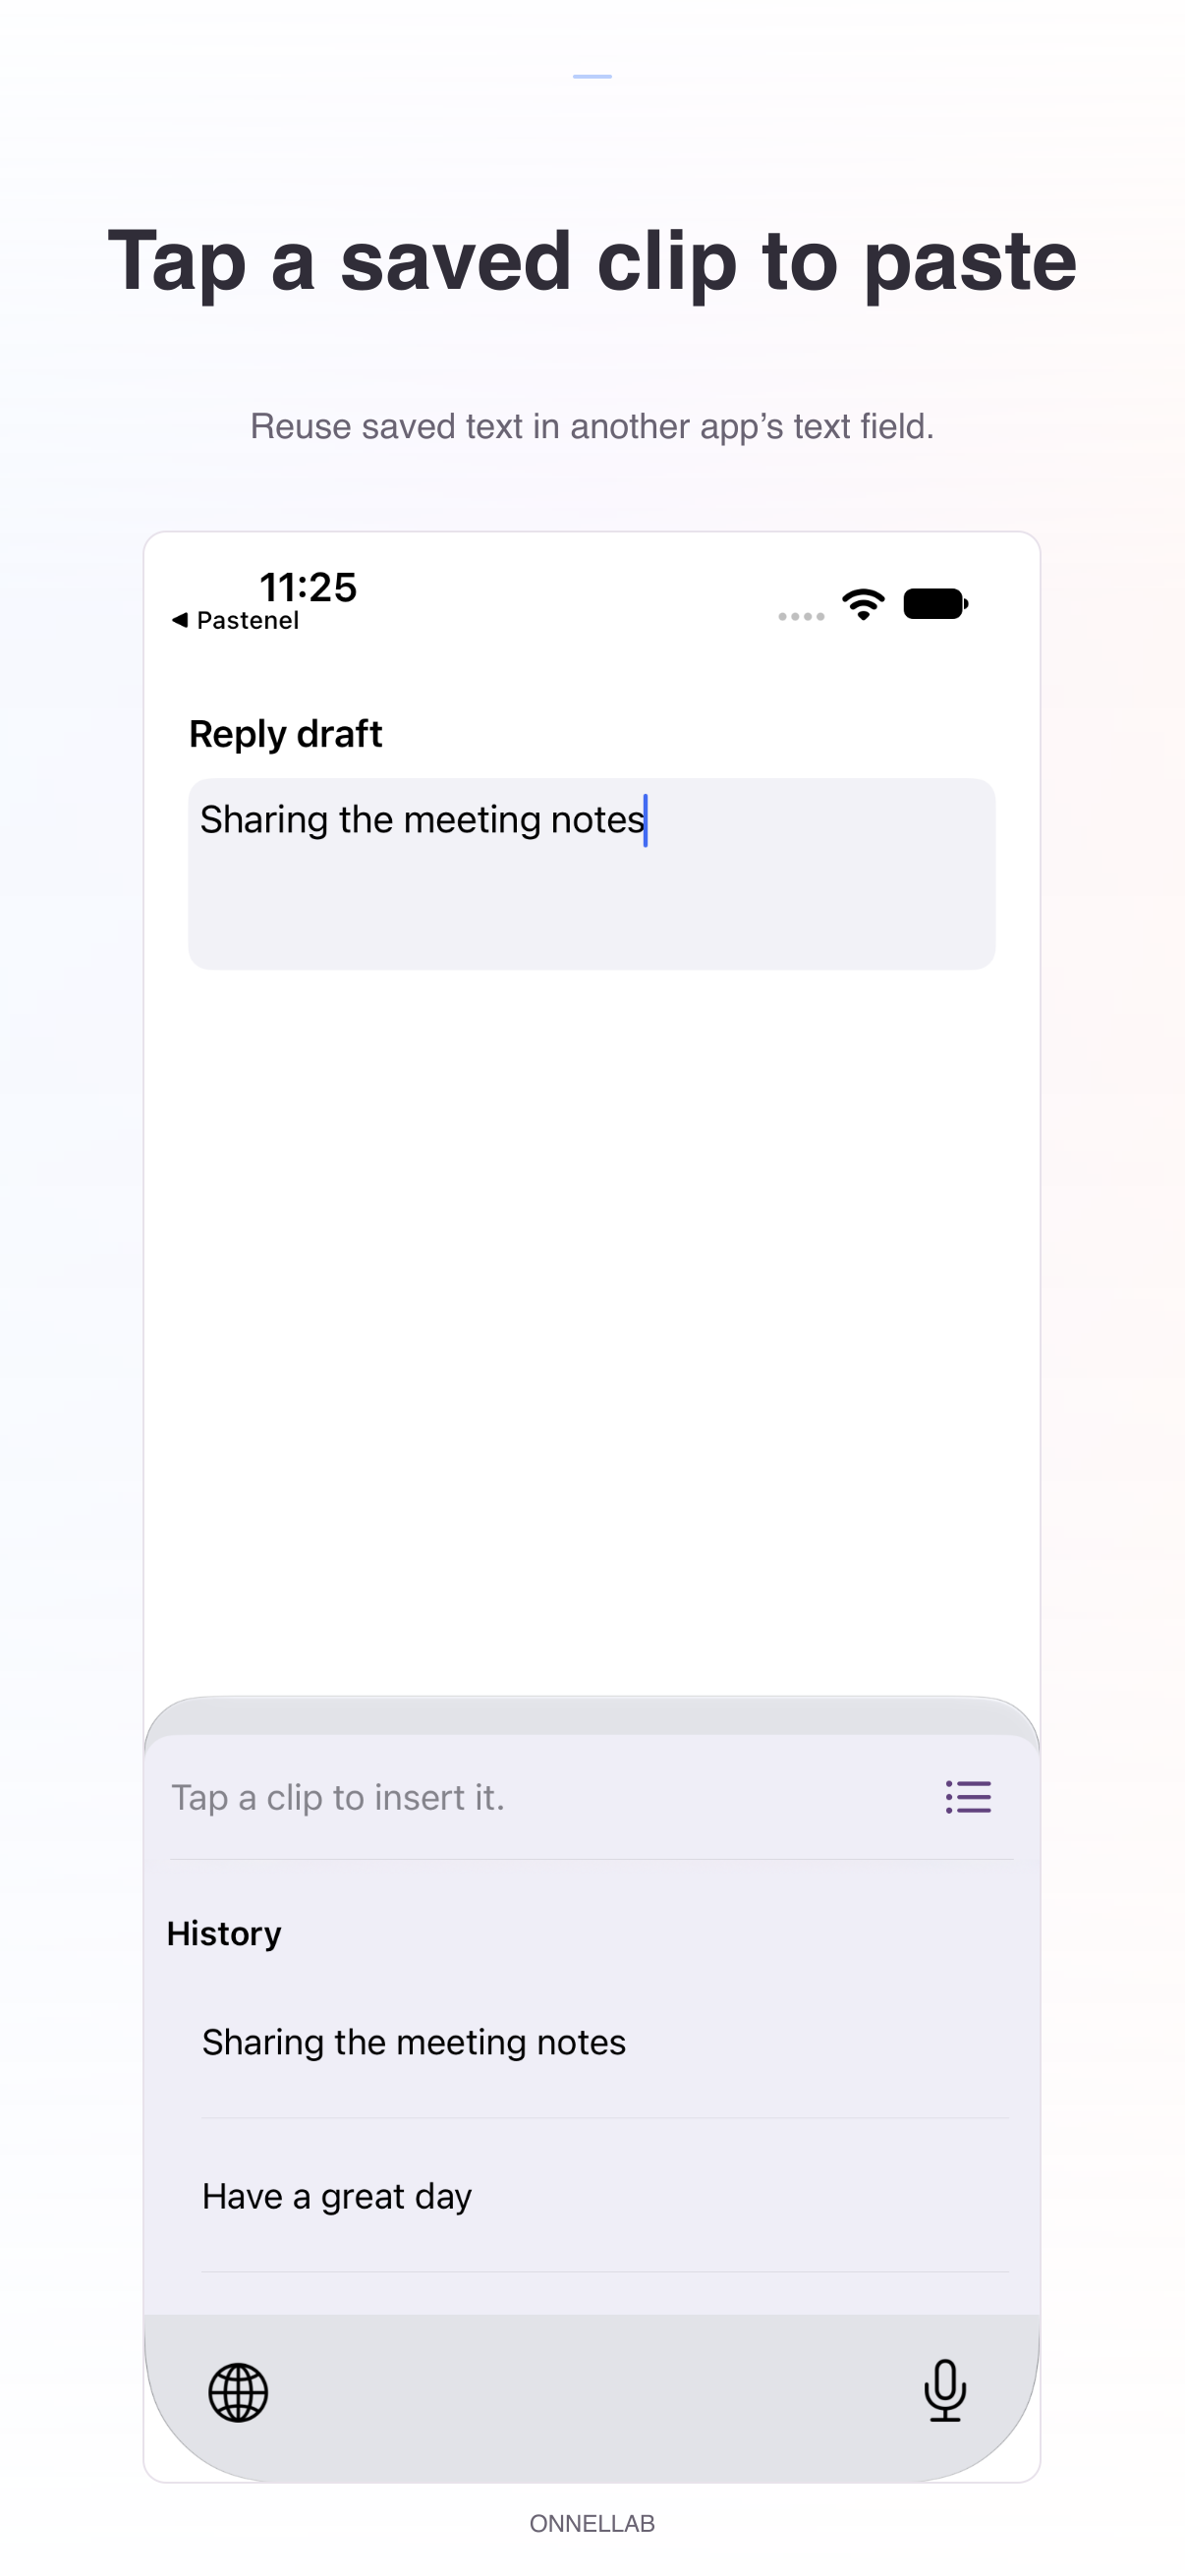 Tap a saved clip to paste
Reuse saved text in another app’s text field.
11:25
◀ Pastenel
Reply draft
Sharing the meeting notes
Tap a clip to insert it.
History
Sharing the meeting notes
Have a great day
ONNELLAB